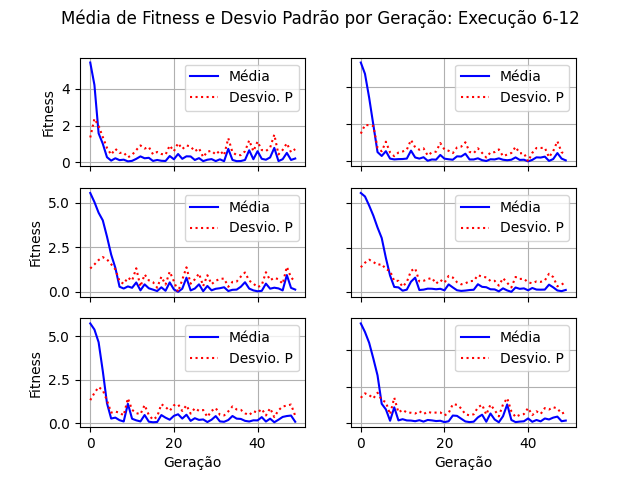 Média de Fitness e Desvio Padrão por Geração: Execução 6-12
Fitness
4
2
0
Média
Desvio. P
Média
Desvio. P
Fitness
5.0
2.5
0.0
Média
Desvio. P
Média
Desvio. P
Fitness
5.0
2.5
0.0
Média
Desvio. P
Média
Desvio. P
0 20 40
0 20 40
Geração
Geração